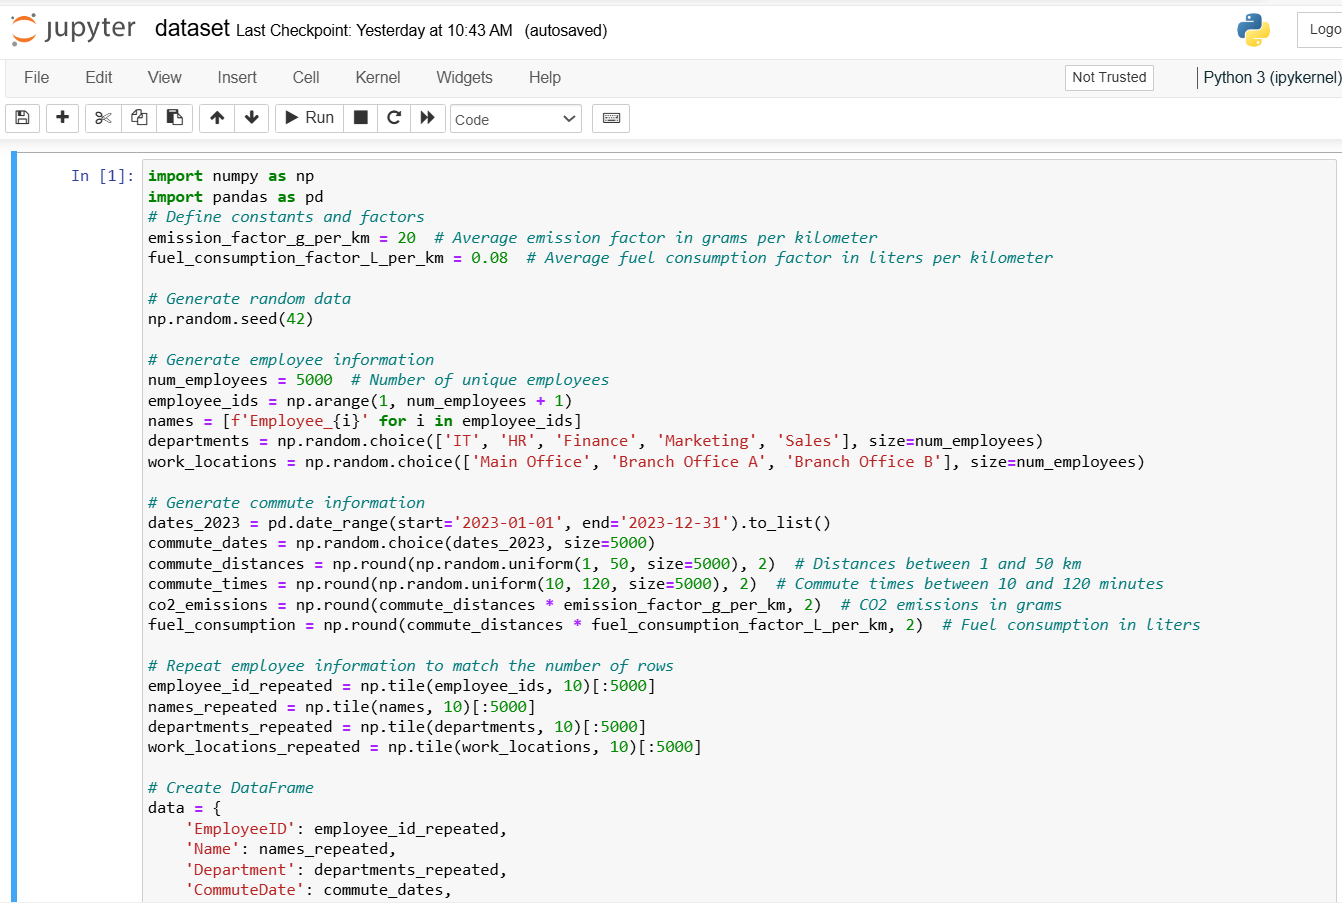 jupyter dataset Last Checkpoint: Yesterday at 10:43 AM (autosaved)
Logo
File Edit View Insert Cell Kernel Widgets Help
Not Trusted Python 3 (ipykernel)
Run Code
In [1]: import numpy as np
import pandas as pd
# Define constants and factors
emission_factor_g_per_km = 20  # Average emission factor in grams per kilometer
fuel_consumption_factor_L_per_km = 0.08  # Average fuel consumption factor in liters per kilometer

# Generate random data
np.random.seed(42)

# Generate employee information
num_employees = 5000  # Number of unique employees
employee_ids = np.arange(1, num_employees + 1)
names = [f'Employee_{i}' for i in employee_ids]
departments = np.random.choice(['IT', 'HR', 'Finance', 'Marketing', 'Sales'], size=num_employees)
work_locations = np.random.choice(['Main Office', 'Branch Office A', 'Branch Office B'], size=num_employees)

# Generate commute information
dates_2023 = pd.date_range(start='2023-01-01', end='2023-12-31').to_list()
commute_dates = np.random.choice(dates_2023, size=5000)
commute_distances = np.round(np.random.uniform(1, 50, size=5000), 2)  # Distances between 1 and 50 km
commute_times = np.round(np.random.uniform(10, 120, size=5000), 2)  # Commute times between 10 and 120 minutes
co2_emissions = np.round(commute_distances * emission_factor_g_per_km, 2)  # CO2 emissions in grams
fuel_consumption = np.round(commute_distances * fuel_consumption_factor_L_per_km, 2)  # Fuel consumption in liters

# Repeat employee information to match the number of rows
employee_id_repeated = np.tile(employee_ids, 10)[:5000]
names_repeated = np.tile(names, 10)[:5000]
departments_repeated = np.tile(departments, 10)[:5000]
work_locations_repeated = np.tile(work_locations, 10)[:5000]

# Create DataFrame
data = {
    'EmployeeID': employee_id_repeated,
    'Name': names_repeated,
    'Department': departments_repeated,
    'CommuteDate': commute_dates,